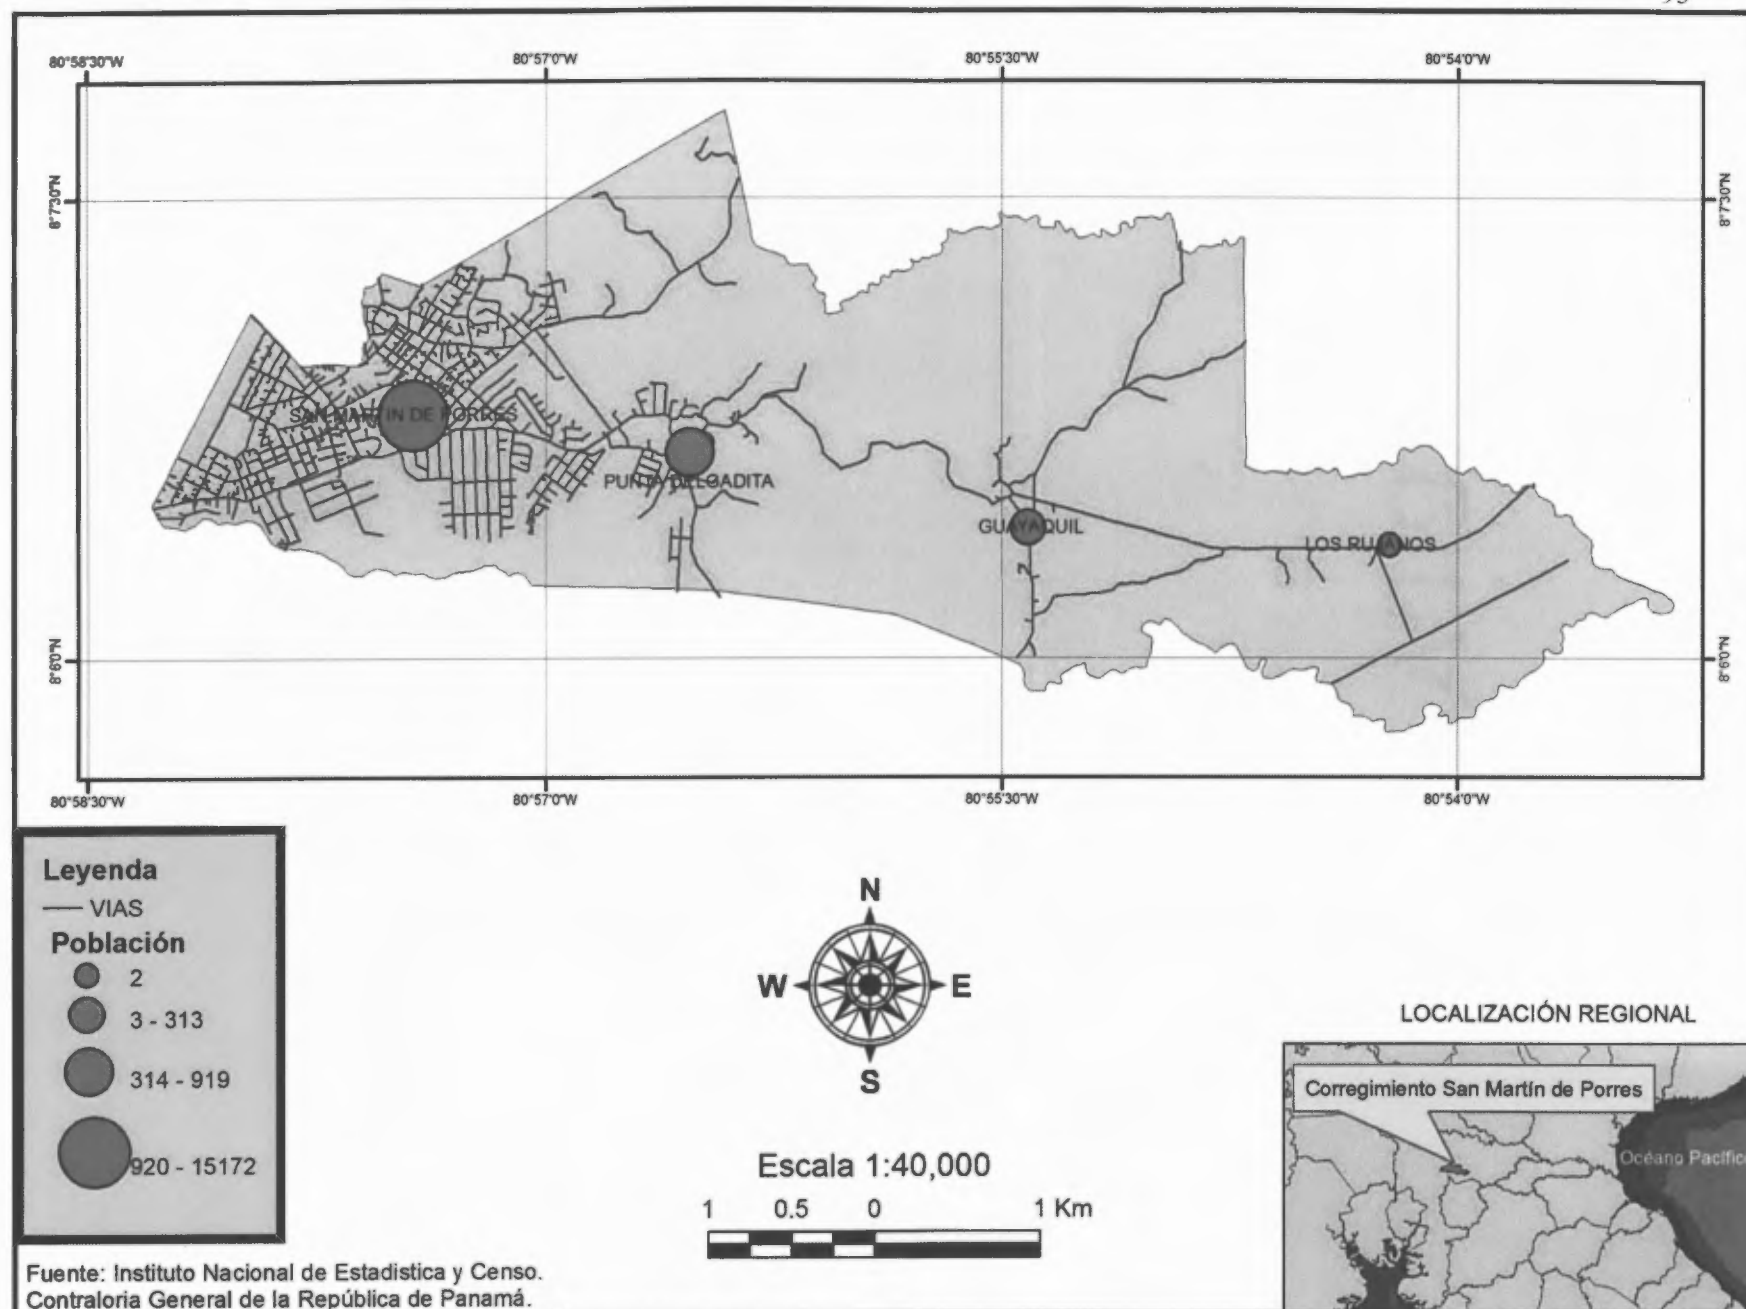 80°58'30"W 80°57'0"W 80°55'30"W 80°54'0"W
8°7'30"N 8°7'30"N
SAN MARTIN DE PORRES
PUNTA DELGADITA
GUAYAQUIL
LOS RUJANOS
8°6'0"N 8°6'0"N
80°58'30"W 80°57'0"W 80°55'30"W 80°54'0"W
Leyenda
VIAS
Población
2
3 - 313
314 - 919
920 - 15172
N
W E
S
Escala 1:40,000
1 0.5 0 1 Km
LOCALIZACIÓN REGIONAL
Corregimiento San Martín de Porres
Océano Pacífico
Fuente: Instituto Nacional de Estadistica y Censo.
Contraloria General de la República de Panamá.